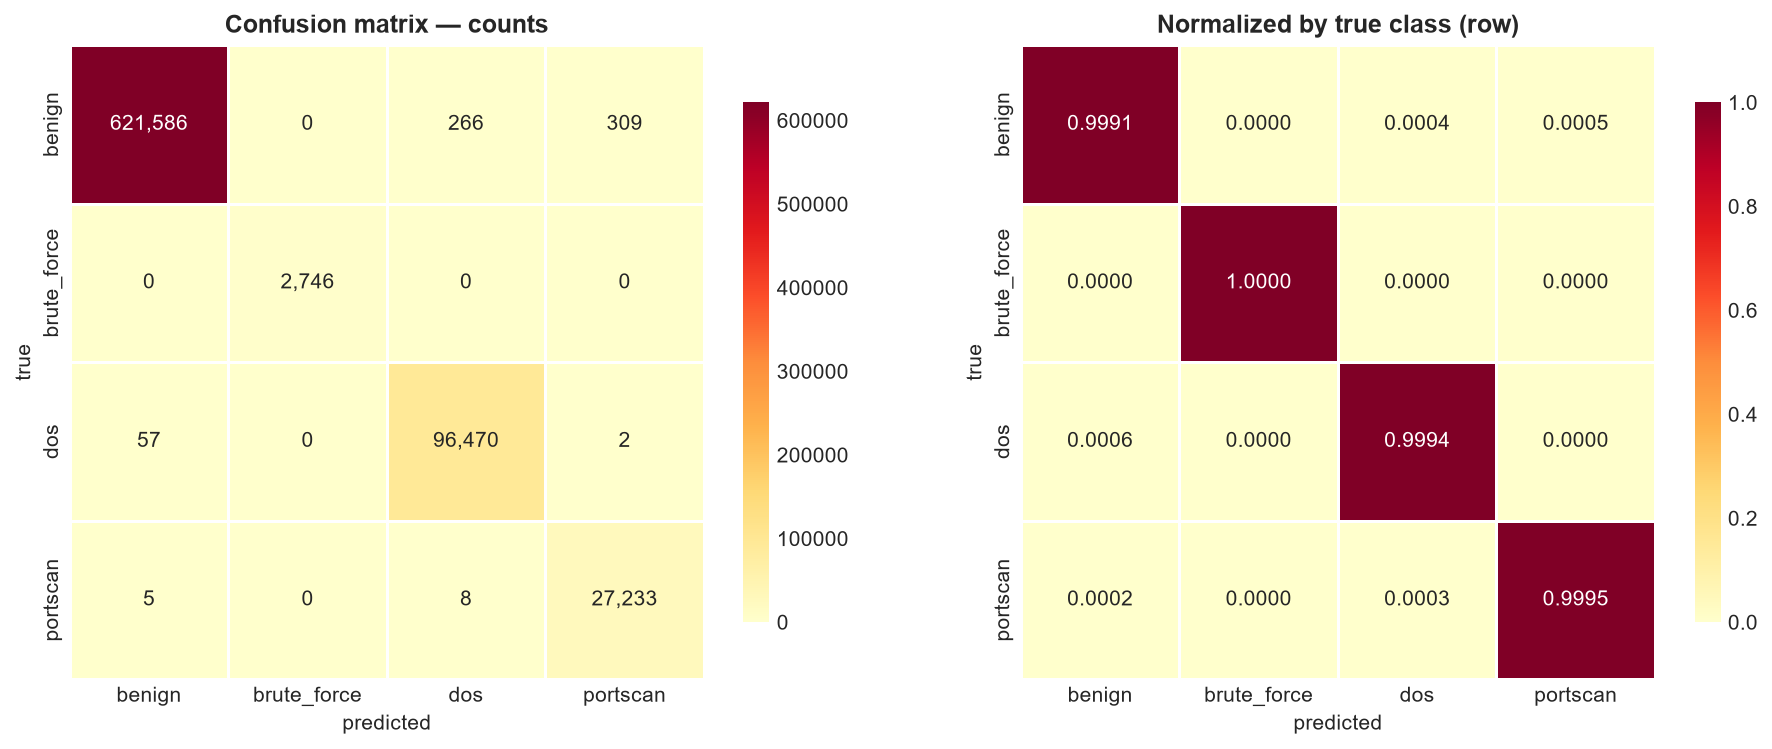 Confusion matrix — counts
true
benign
621,586 0 266 309
brute_force
0 2,746 0 0
dos
57 0 96,470 2
portscan
5 0 8 27,233
benign brute_force dos portscan
predicted
600000
500000
400000
300000
200000
100000
0
Normalized by true class (row)
true
benign
0.9991 0.0000 0.0004 0.0005
brute_force
0.0000 1.0000 0.0000 0.0000
dos
0.0006 0.0000 0.9994 0.0000
portscan
0.0002 0.0000 0.0003 0.9995
benign brute_force dos portscan
predicted
1.0
0.8
0.6
0.4
0.2
0.0